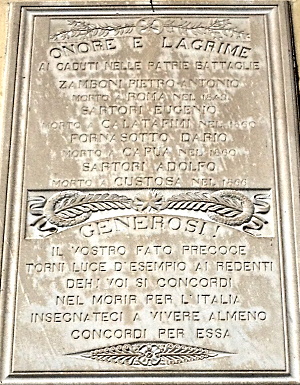 ONORE E LAGRIME
AI CADUTI NELLE PATRIE BATTAGLIE
ZAMBONI PIETRO ANTONIO
MORTO A ROMA NEL 1849
SARTORI EUGENIO
MORTO A CALATAFIMI NEL 1860
FORNASOTTO DARIO
MORTO A CAPUA NEL 1860
SARTORI ADOLFO
MORTO A CUSTOSA NEL 1866
GENEROSI!
IL VOSTRO FATO PRECOCE
TORNI LUCE D'ESEMPIO AI REDENTI
DEH! VOI SI CONCORDI
NEL MORIR PER L'ITALIA
INSEGNATECI A VIVERE ALMENO
CONCORDI PER ESSA